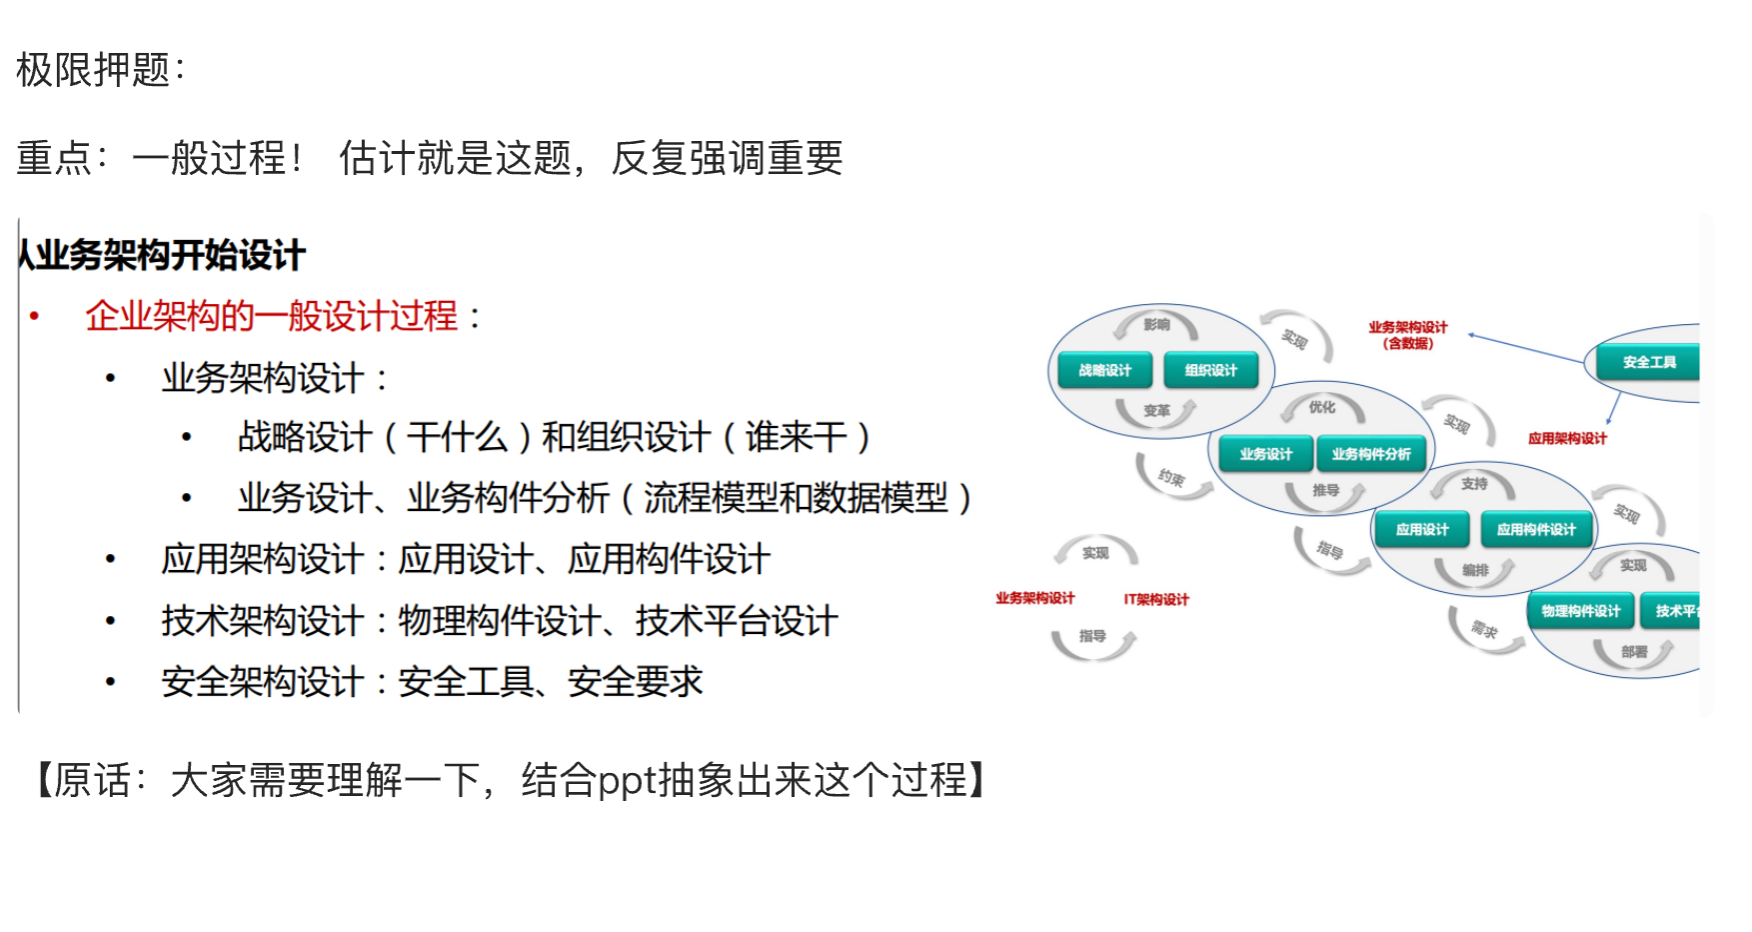 极限押题：
重点：一般过程！ 估计就是这题，反复强调重要
从业务架构开始设计
• 企业架构的一般设计过程：
• 业务架构设计：
• 战略设计（干什么）和组织设计（谁来干）
• 业务设计、业务构件分析（流程模型和数据模型）
• 应用架构设计：应用设计、应用构件设计
• 技术架构设计：物理构件设计、技术平台设计
• 安全架构设计：安全工具、安全要求
影响
战略设计
组织设计
变革
实现
业务架构设计
（含数据）
安全工具
约束
优化
业务设计
业务构件分析
推导
实现
应用架构设计
指导
支持
应用设计
应用构件设计
编排
实现
需求
实现
物理构件设计
技术平台
部署
实现
业务架构设计
IT架构设计
指导
【原话：大家需要理解一下，结合ppt抽象出来这个过程】